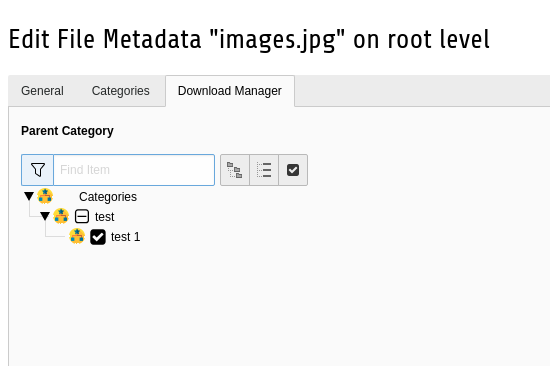 Edit File Metadata "images.jpg" on root level
General Categories Download Manager
Parent Category
Find item
Categories
test
test 1